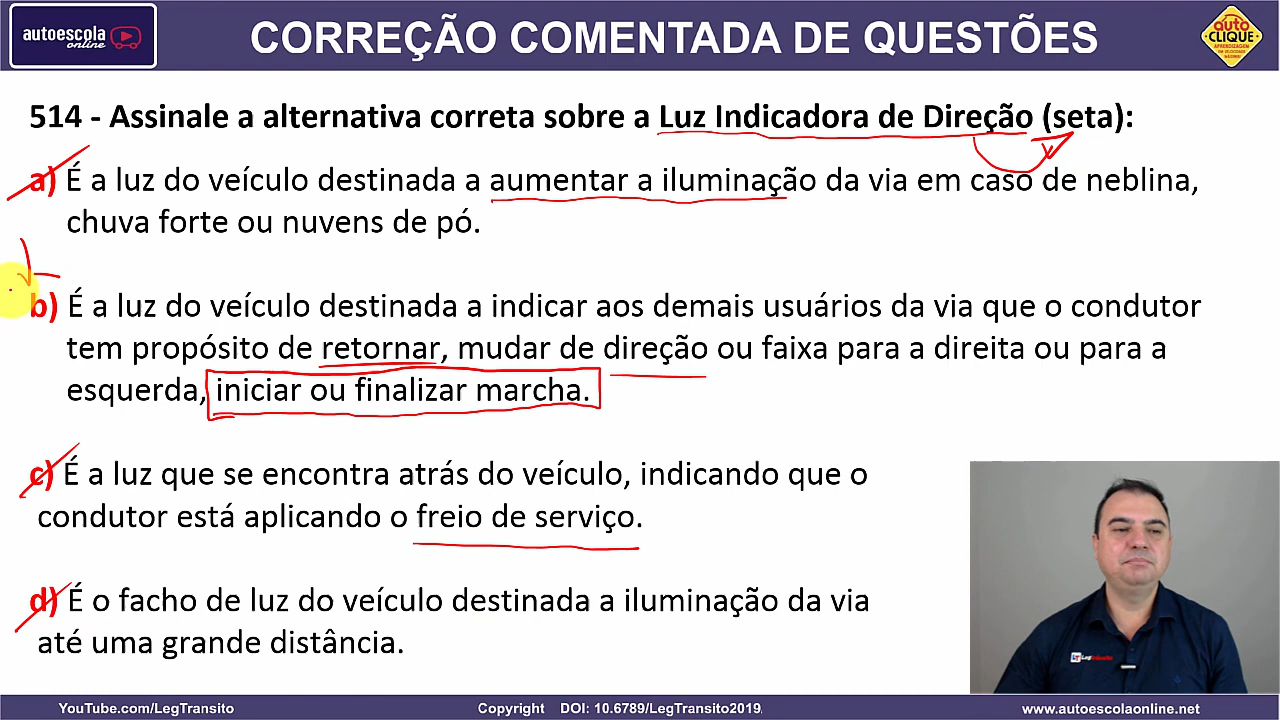 autoescola
online
CORREÇÃO COMENTADA DE QUESTÕES
auto
CLIQUE
APRENDIZAGEM
514 - Assinale a alternativa correta sobre a Luz Indicadora de Direção (seta):
a) É a luz do veículo destinada a aumentar a iluminação da via em caso de neblina,
chuva forte ou nuvens de pó.
b) É a luz do veículo destinada a indicar aos demais usuários da via que o condutor
tem propósito de retornar, mudar de direção ou faixa para a direita ou para a
esquerda, iniciar ou finalizar marcha.
c) É a luz que se encontra atrás do veículo, indicando que o
condutor está aplicando o freio de serviço.
d) É o facho de luz do veículo destinada a iluminação da via
até uma grande distância.
LegTransito
YouTube.com/LegTransito
Copyright DOI: 10.6789/LegTransito2019
www.autoescolaonline.net